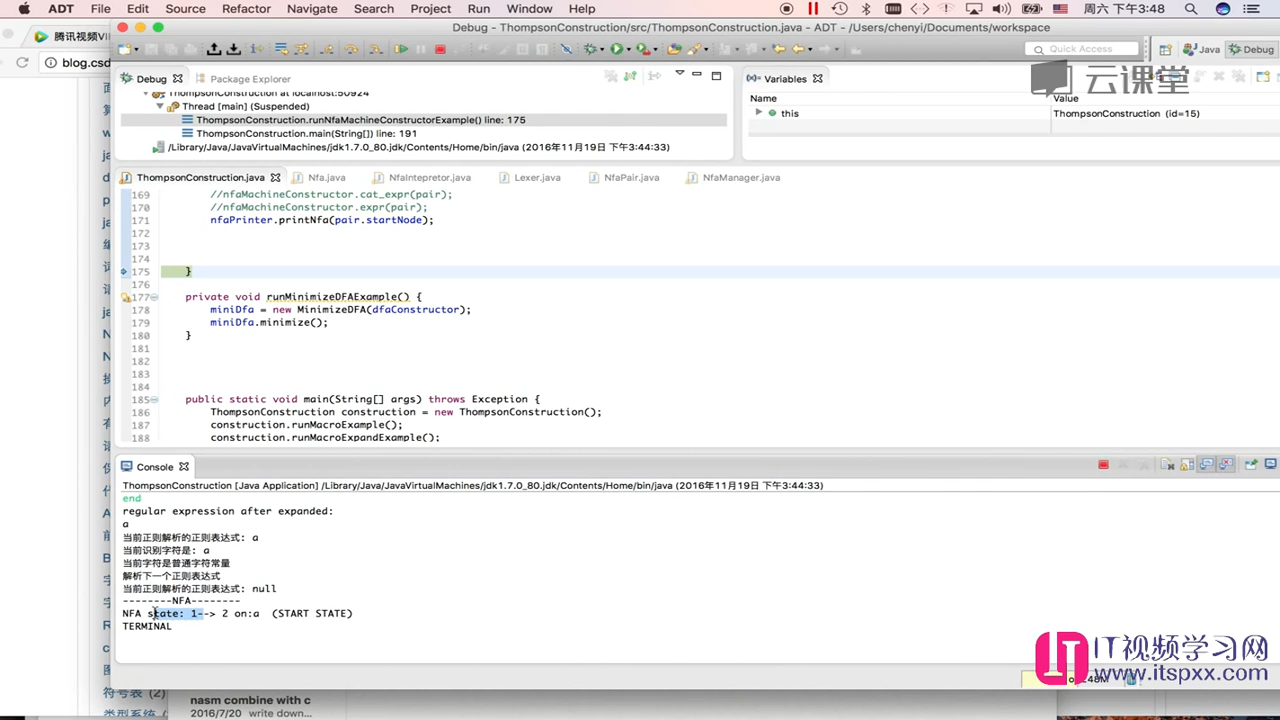 ADT File Edit Source Refactor Navigate Search Project Run Window Help
周六下午3:48
Debug - ThompsonConstruction/src/ThompsonConstruction.java - ADT - /Users/chenyi/Documents/workspace
腾讯视频VI
blog.csd
Quick Access
Java
Debug
Debug
Package Explorer
Variables
云课堂
ThompsonConstruction at localhost:50924
Thread [main] (Suspended)
ThompsonConstruction.runNfaMachineConstructorExample() line: 175
ThompsonConstruction.main(String[]) line: 191
/Library/Java/JavaVirtualMachines/jdk1.7.0_80.jdk/Contents/Home/bin/java (2016年11月19日 下午3:44:33)
Name
Value
this
ThompsonConstruction (id=15)
ThompsonConstruction.java
Nfa.java
NfaIntepretor.java
Lexer.java
NfaPair.java
NfaManager.java
169 //nfaMachineConstructor.cat_expr(pair);
170 //nfaMachineConstructor.expr(pair);
171 nfaPrinter.printNfa(pair.startNode);
172
173
174
175 }
176
177 private void runMinimizeDFAExample() {
178 miniDfa = new MinimizeDFA(dfaConstructor);
179 miniDfa.minimize();
180 }
181
182
183
184
185 public static void main(String[] args) throws Exception {
186 ThompsonConstruction construction = new ThompsonConstruction();
187 construction.runMacroExample();
188 construction.runMacroExpandExample();
Console
ThompsonConstruction [Java Application] /Library/Java/JavaVirtualMachines/jdk1.7.0_80.jdk/Contents/Home/bin/java (2016年11月19日 下午3:44:33)
end
regular expression after expanded:
a
当前正则解析的正则表达式: a
当前识别字符是: a
当前字符是普通字符常量
解析下一个正则表达式
当前正则解析的正则表达式: null
--------NFA--------
NFA state: 1--> 2 on:a (START STATE)
TERMINAL
IT视频学习网
www.itspxx.com
符号表 (2)
类型系统
nasm combine with c
2016/7/20 write down...